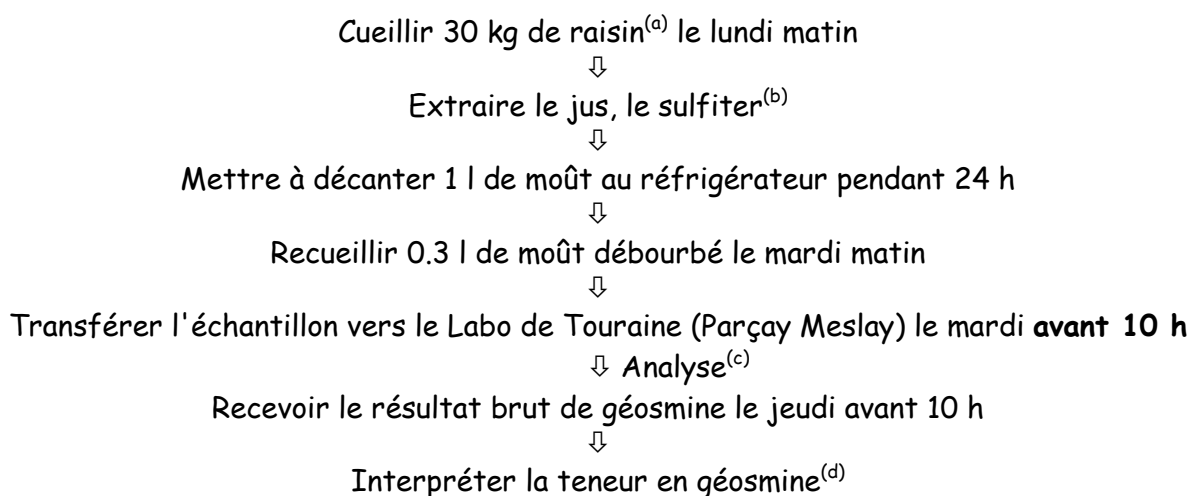 Cueillir 30 kg de raisin(a) le lundi matin
⇩
Extraire le jus, le sulfiter(b)
⇩
Mettre à décanter 1 l de moût au réfrigérateur pendant 24 h
⇩
Recueillir 0.3 l de moût débourbé le mardi matin
⇩
Transférer l'échantillon vers le Labo de Touraine (Parçay Meslay) le mardi avant 10 h
⇩ Analyse(c)
Recevoir le résultat brut de géosmine le jeudi avant 10 h
⇩
Interpréter la teneur en géosmine(d)